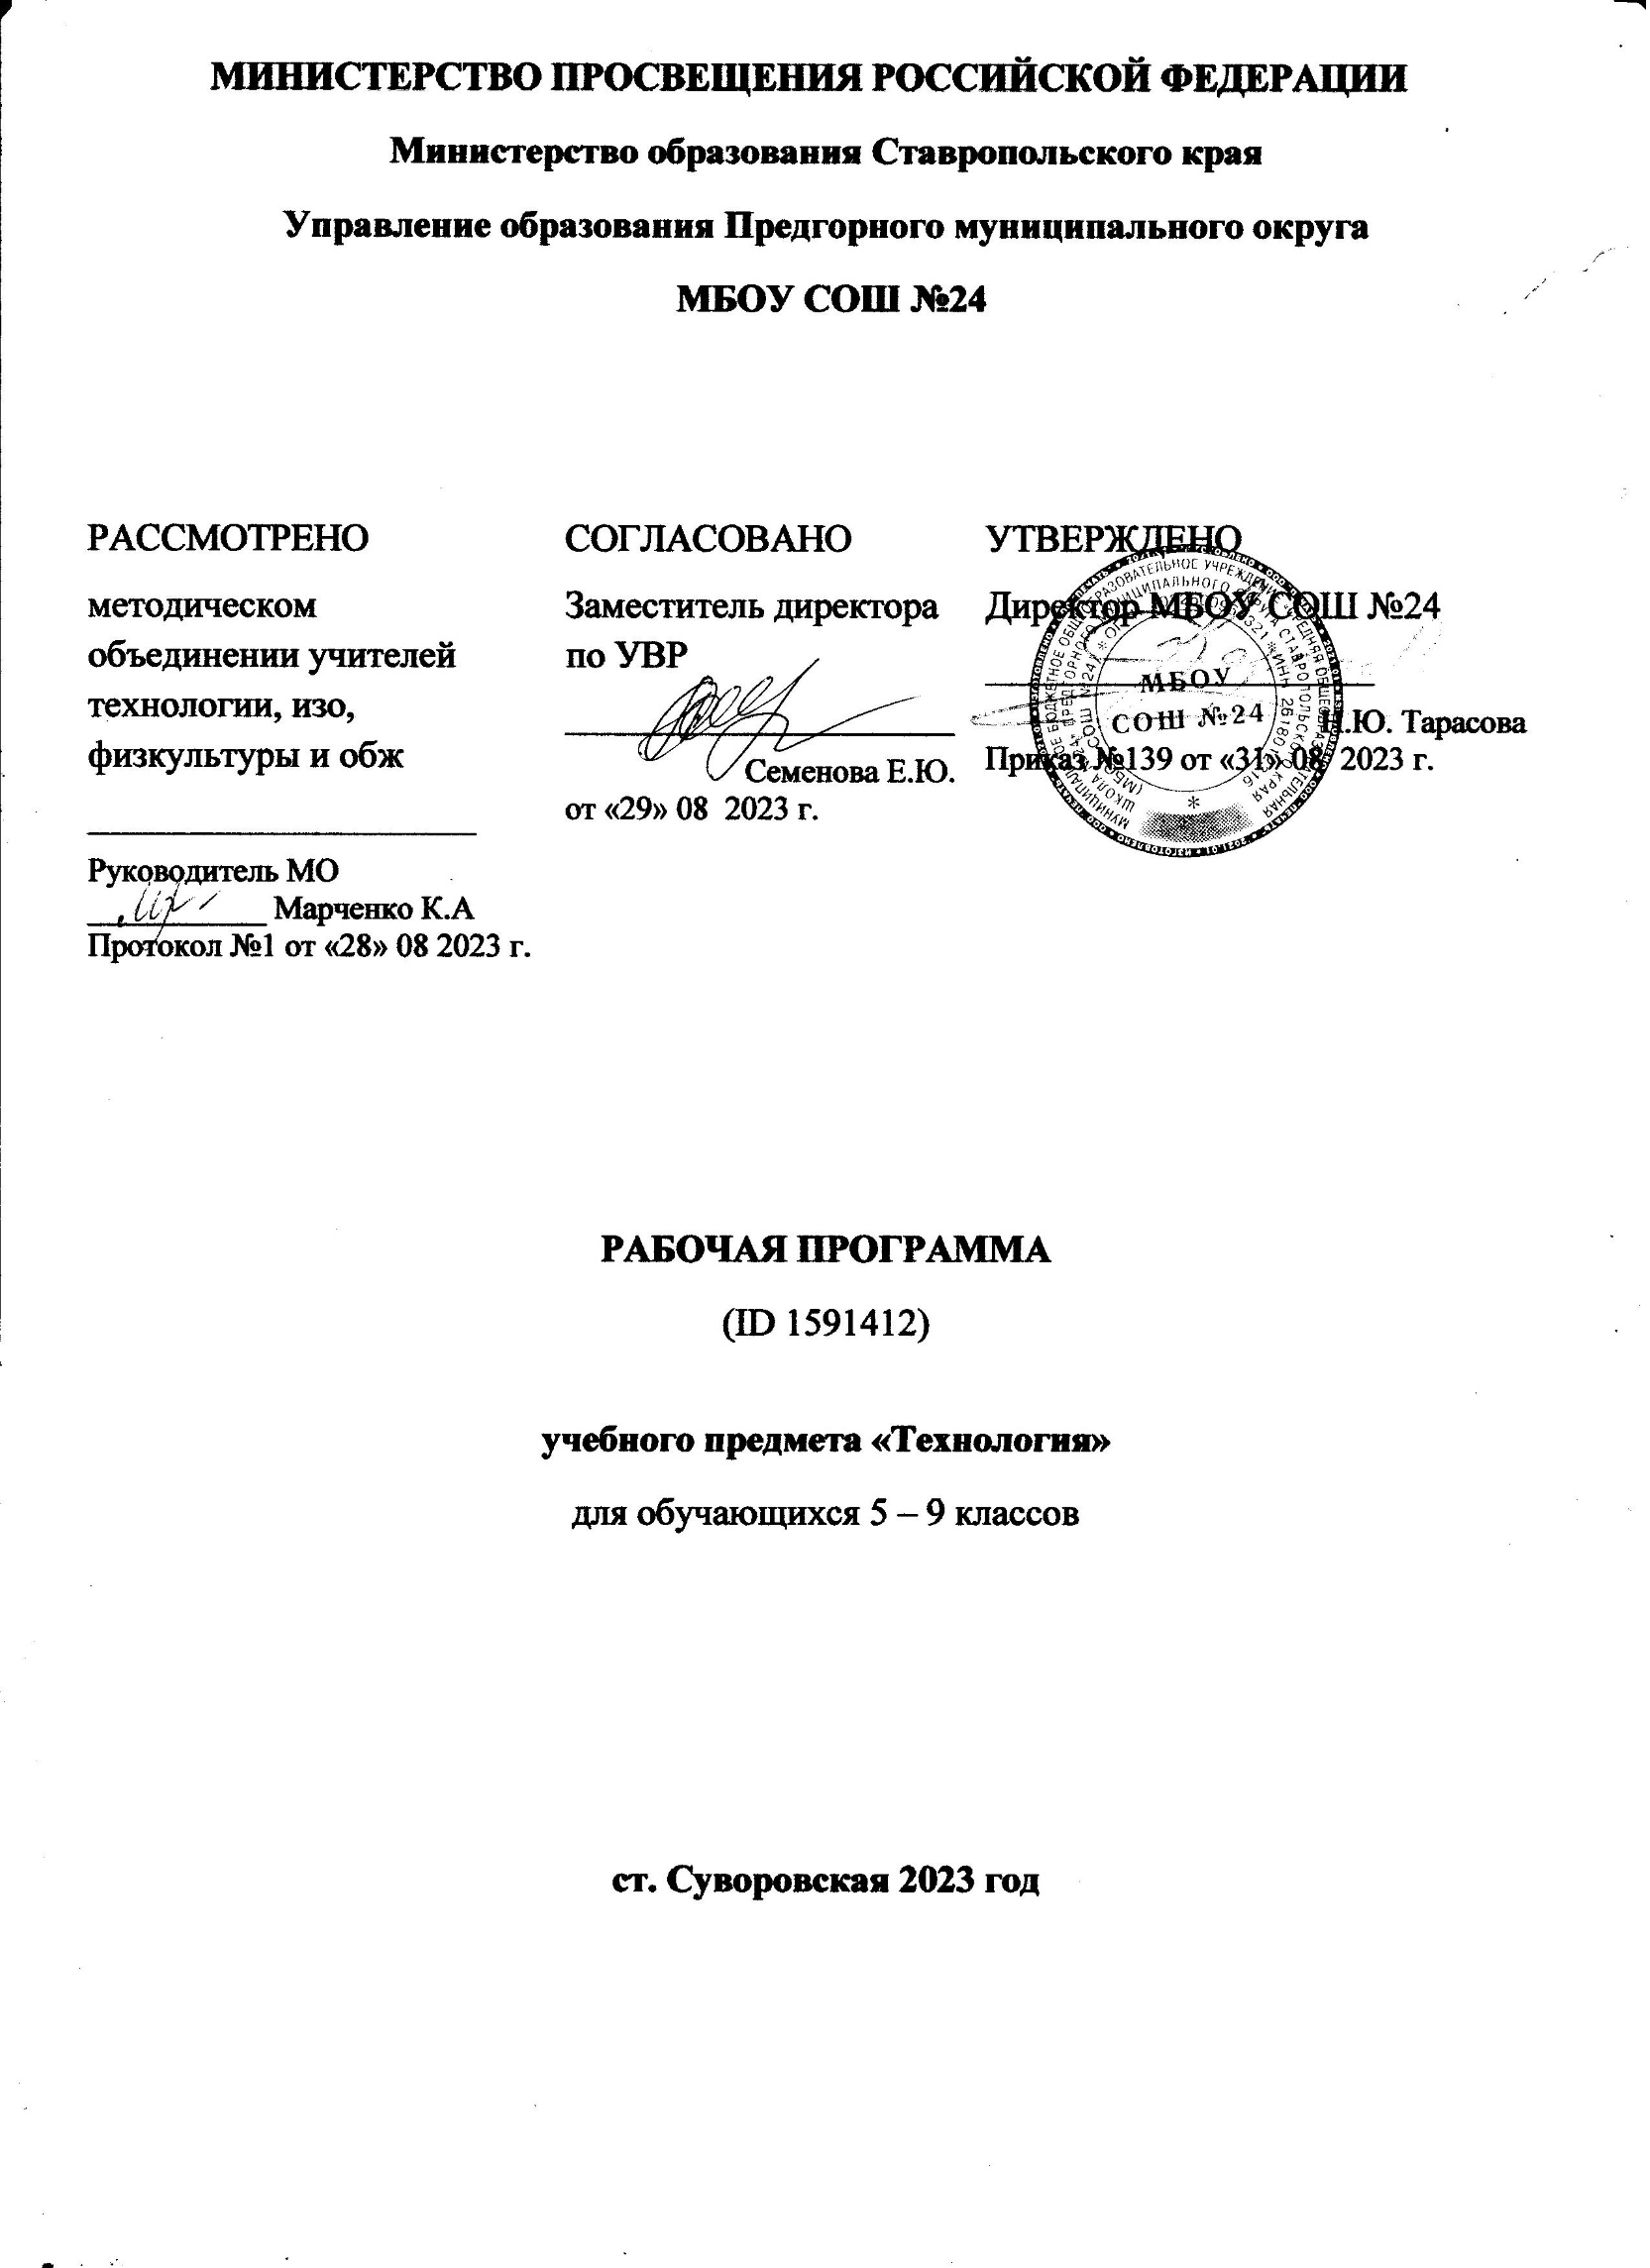 МИНИСТЕРСТВО ПРОСВЕЩЕНИЯ РОССИЙСКОЙ ФЕДЕРАЦИИ
Министерство образования Ставропольского края
Управление образования Предгорного муниципального округа
МБОУ СОШ №24
РАССМОТРЕНО
методическом
объединении учителей
технологии, изо,
физкультуры и обж
Руководитель МО
Марченко К.А
Протокол №1 от «28» 08 2023 г.
СОГЛАСОВАНО
Заместитель директора
по УВР
Семенова Е.Ю.
от «29» 08 2023 г.
УТВЕРЖДЕНО
Директор МБОУ СОШ №24
Тарасова
Приказ №139 от «31» 08 2023 г.
МБОУ
СОШ №24
РАБОЧАЯ ПРОГРАММА
(ID 1591412)
учебного предмета «Технология»
для обучающихся 5 – 9 классов
ст. Суворовская 2023 год